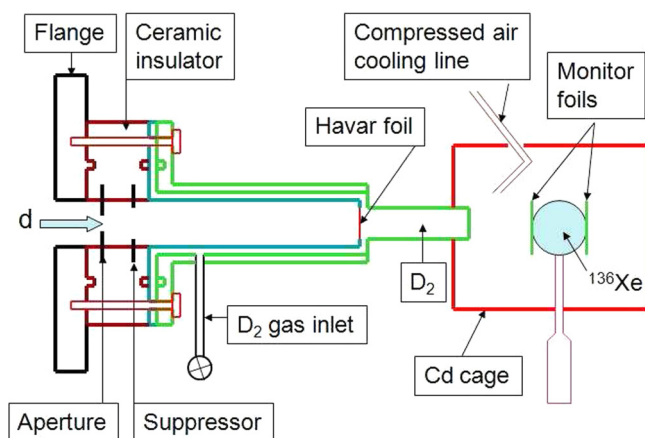 Flange
Ceramic
insulator
Compressed air
cooling line
Monitor
foils
Havar foil
d
D₂
¹³⁶Xe
D₂ gas inlet
Cd cage
Aperture
Suppressor